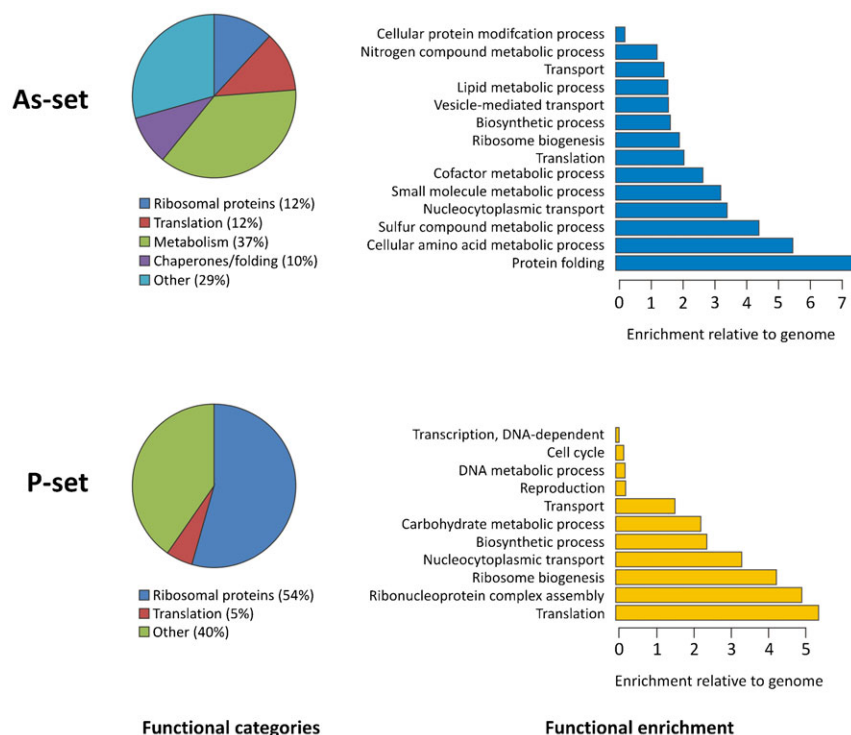 As-set
Ribosomal proteins (12%)
Translation (12%)
Metabolism (37%)
Chaperones/folding (10%)
Other (29%)
Cellular protein modifcation process
Nitrogen compound metabolic process
Transport
Lipid metabolic process
Vesicle-mediated transport
Biosynthetic process
Ribosome biogenesis
Translation
Cofactor metabolic process
Small molecule metabolic process
Nucleocytoplasmic transport
Sulfur compound metabolic process
Cellular amino acid metabolic process
Protein folding
0 1 2 3 4 5 6 7
Enrichment relative to genome
P-set
Ribosomal proteins (54%)
Translation (5%)
Other (40%)
Transcription, DNA-dependent
Cell cycle
DNA metabolic process
Reproduction
Transport
Carbohydrate metabolic process
Biosynthetic process
Nucleocytoplasmic transport
Ribosome biogenesis
Ribonucleoprotein complex assembly
Translation
0 1 2 3 4 5
Enrichment relative to genome
Functional categories
Functional enrichment